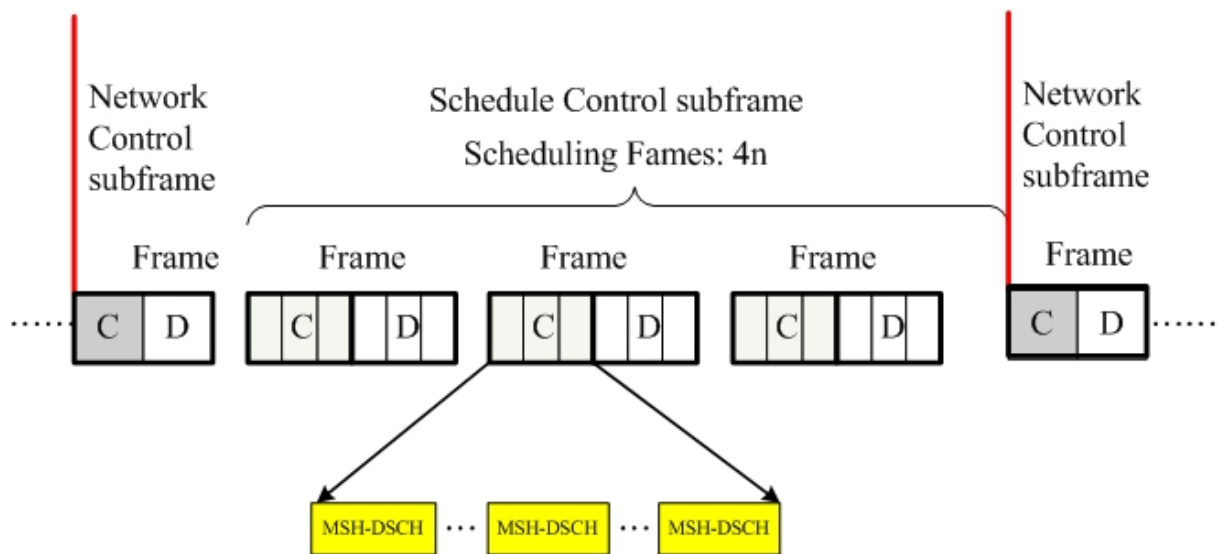 Network
Control
subframe
Schedule Control subframe
Scheduling Fames: 4n
Network
Control
subframe
Frame
Frame
Frame
Frame
Frame
...... C D C D C D C D C D ......
MSH-DSCH ... MSH-DSCH ... MSH-DSCH